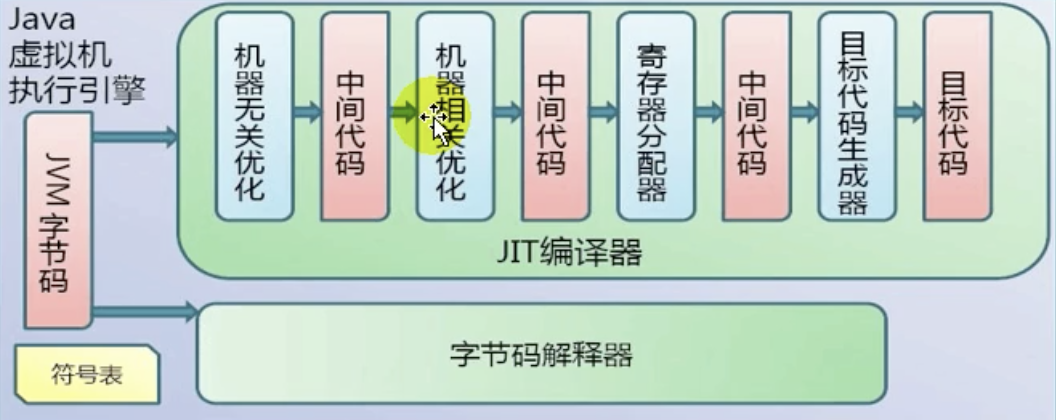 Java
虚拟机
执行引擎
JVM字节码
符号表
机器无关优化
中间代码
机器相关优化
中间代码
寄存器分配器
中间代码
目标代码生成器
目标代码
JIT编译器
字节码解释器